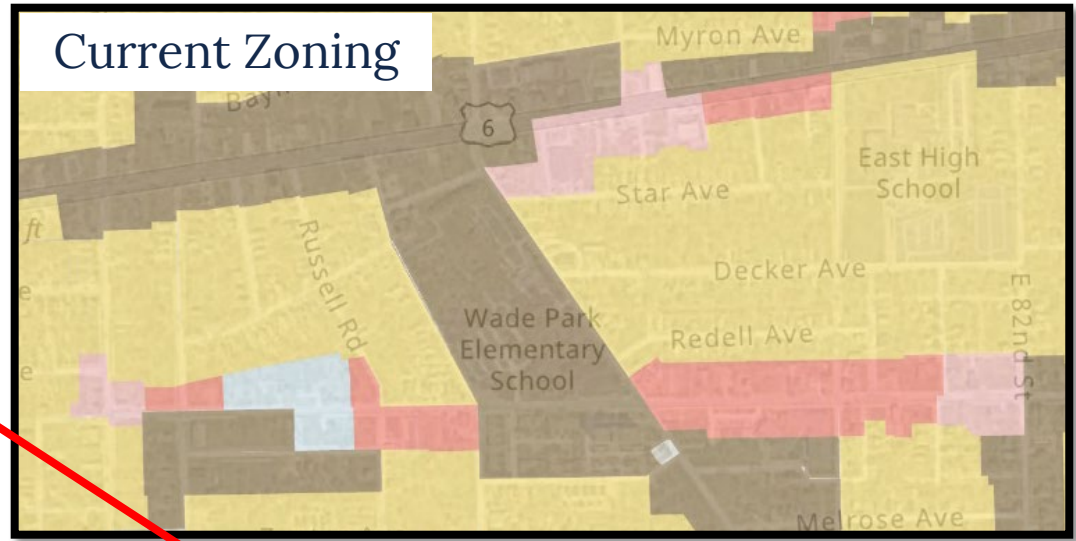 Current Zoning
Myron Ave
6
East High
School
Star Ave
ft
Russell Rd
Decker Ave
E 82nd St
Wade Park
Elementary
School
Redell Ave
e
e
Melrose Ave